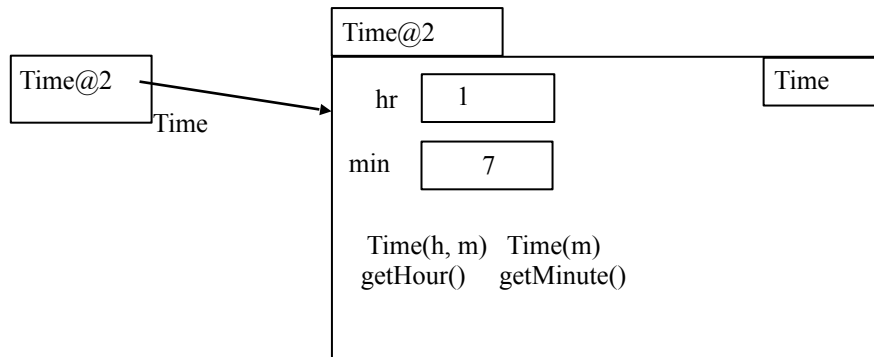 Time@2
Time@2
Time
Time
hr 1
min 7
Time(h, m) Time(m)
getHour() getMinute()